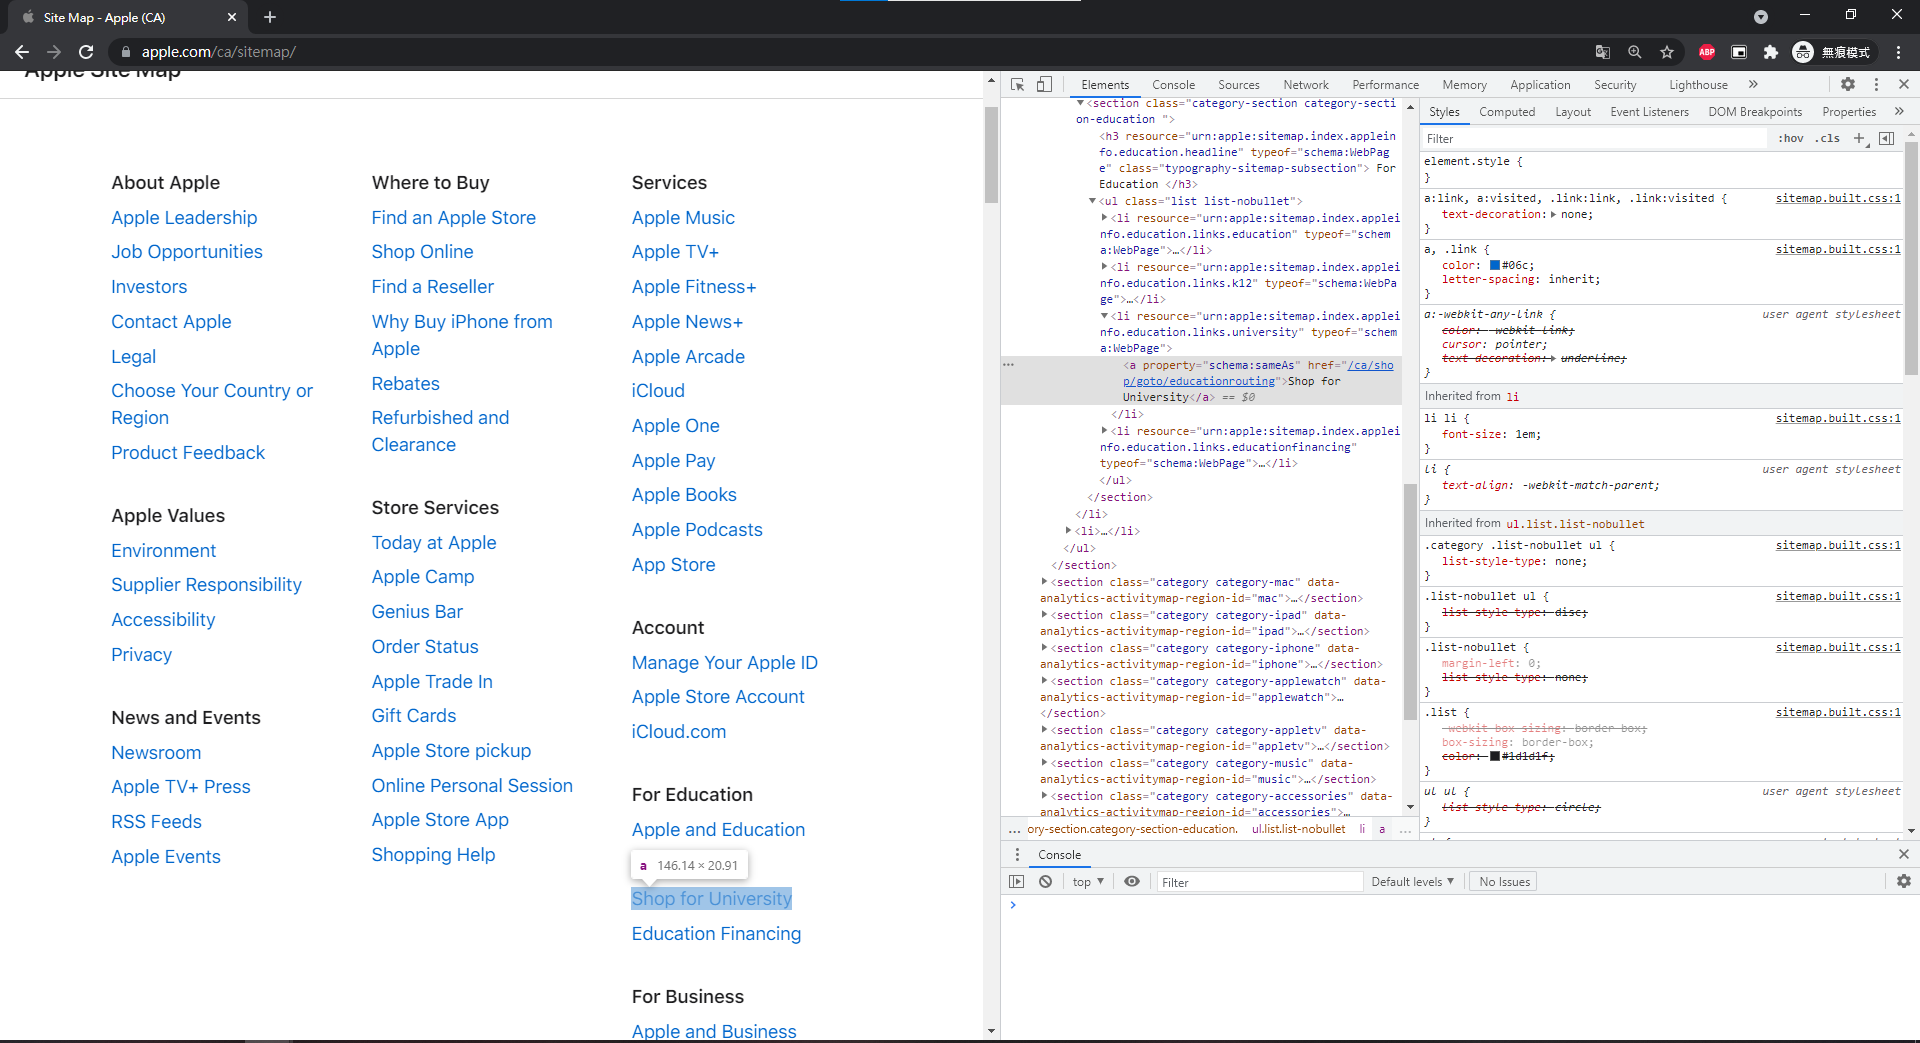 Site Map - Apple (CA)
apple.com/ca/sitemap/
ABP
無痕模式
Apple Site Map
About Apple
Apple Leadership
Job Opportunities
Investors
Contact Apple
Legal
Choose Your Country or
Region
Product Feedback
Apple Values
Environment
Supplier Responsibility
Accessibility
Privacy
News and Events
Newsroom
Apple TV+ Press
RSS Feeds
Apple Events
Where to Buy
Find an Apple Store
Shop Online
Find a Reseller
Why Buy iPhone from
Apple
Rebates
Refurbished and
Clearance
Store Services
Today at Apple
Apple Camp
Genius Bar
Order Status
Apple Trade In
Gift Cards
Apple Store pickup
Online Personal Session
Apple Store App
Shopping Help
Services
Apple Music
Apple TV+
Apple Fitness+
Apple News+
Apple Arcade
iCloud
Apple One
Apple Pay
Apple Books
Apple Podcasts
App Store
Account
Manage Your Apple ID
Apple Store Account
iCloud.com
For Education
Apple and Education
a 146.14 × 20.91
Shop for University
Education Financing
For Business
Apple and Business
Elements Console Sources Network Performance Memory Application Security Lighthouse »
<section class="category-section category-secti
on-education ">
<h3 resource="urn:apple:sitemap.index.applein
fo.education.headline" typeof="schema:WebPag
e" class="typography-sitemap-subsection"> For
Education </h3>
<ul class="list list-nobullet">
<li resource="urn:apple:sitemap.index.applei
nfo.education.links.education" typeof="schem
a:WebPage">…</li>
<li resource="urn:apple:sitemap.index.applei
nfo.education.links.k12" typeof="schema:WebPa
ge">…</li>
<li resource="urn:apple:sitemap.index.applei
nfo.education.links.university" typeof="schem
a:WebPage">
<a property="schema:sameAs" href="/ca/sho
p/goto/educationrouting">Shop for
University</a> == $0
</li>
<li resource="urn:apple:sitemap.index.applei
nfo.education.links.educationfinancing"
typeof="schema:WebPage">…</li>
</ul>
</section>
</li>
<li>…</li>
</ul>
</section>
<section class="category category-mac" data-
analytics-activitymap-region-id="mac">…</section>
<section class="category category-ipad" data-
analytics-activitymap-region-id="ipad">…</section>
<section class="category category-iphone" data-
analytics-activitymap-region-id="iphone">…</section>
<section class="category category-applewatch" data-
analytics-activitymap-region-id="applewatch">…
</section>
<section class="category category-appletv" data-
analytics-activitymap-region-id="appletv">…</section>
<section class="category category-music" data-
analytics-activitymap-region-id="music">…</section>
<section class="category category-accessories" data-
analytics-activitymap-region-id="accessories">…
... ory-section.category-section-education. ul.list.list-nobullet li a ...
Styles Computed Layout Event Listeners DOM Breakpoints Properties »
Filter :hov .cls +
element.style {
}
a:link, a:visited, .link:link, .link:visited { sitemap.built.css:1
text-decoration: none;
}
a, .link { sitemap.built.css:1
color: #06c;
letter-spacing: inherit;
}
a:-webkit-any-link { user agent stylesheet
color: -webkit-link;
cursor: pointer;
text-decoration: underline;
}
Inherited from li
li li { sitemap.built.css:1
font-size: 1em;
}
li { user agent stylesheet
text-align: -webkit-match-parent;
}
Inherited from ul.list.list-nobullet
.category .list-nobullet ul { sitemap.built.css:1
list-style-type: none;
}
.list-nobullet ul { sitemap.built.css:1
list-style-type: disc;
}
.list-nobullet { sitemap.built.css:1
margin-left: 0;
list-style-type: none;
}
.list { sitemap.built.css:1
-webkit-box-sizing: border-box;
box-sizing: border-box;
color: #1d1d1f;
}
ul ul { user agent stylesheet
list-style-type: circle;
}
Console
top Filter Default levels No Issues